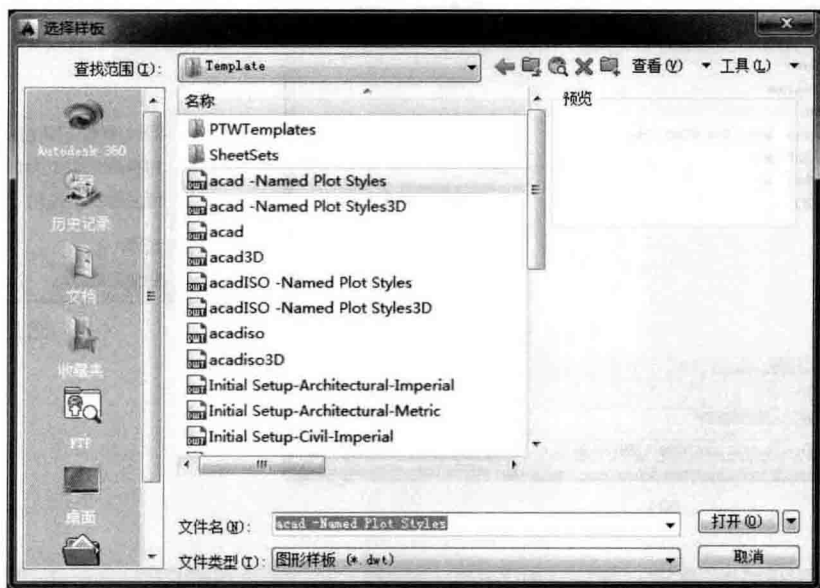 选择样板
查找范围(I):
Template
查看(V)
工具(L)
Autodesk 360
历史记录
文档
收藏夹
FTP
桌面
名称
PTWTemplates
SheetSets
acad -Named Plot Styles
acad -Named Plot Styles3D
acad
acad3D
acadISO -Named Plot Styles
acadISO -Named Plot Styles3D
acadiso
acadiso3D
Initial Setup-Architectural-Imperial
Initial Setup-Architectural-Metric
Initial Setup-Civil-Imperial
预览
文件名(N):
acad -Named Plot Styles
打开(O)
文件类型(T):
图形样板 (*.dwt)
取消